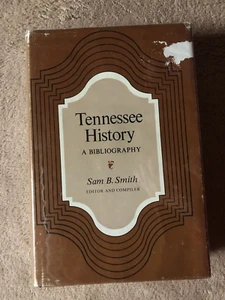 Tennessee
History
A BIBLIOGRAPHY
Sam B. Smith
EDITOR AND COMPILER